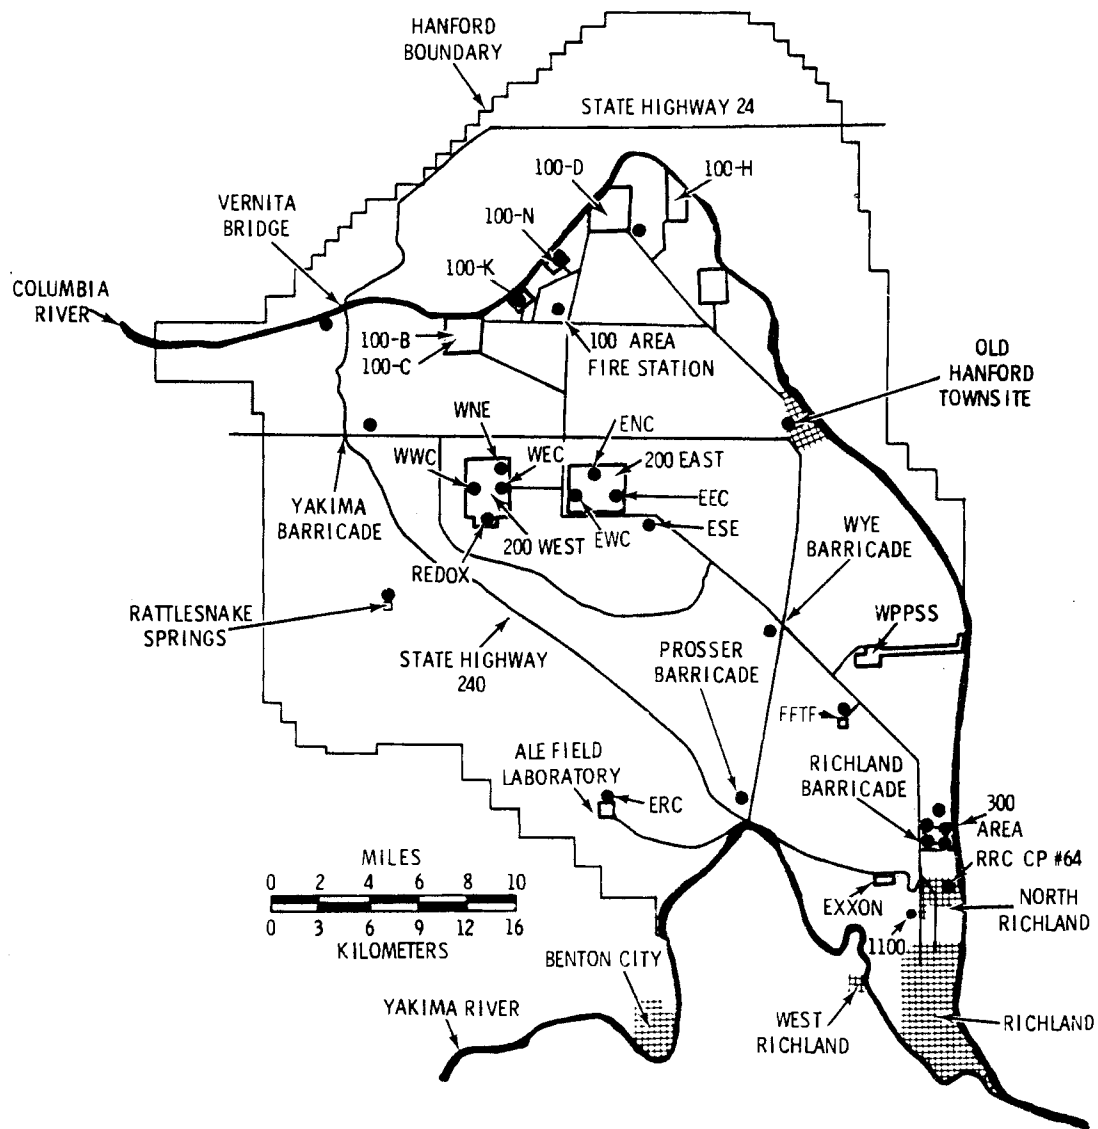 HANFORD
BOUNDARY
STATE HIGHWAY 24
100-D
100-H
VERNITA
BRIDGE
100-N
100-K
COLUMBIA
RIVER
100-B
100-C
100 AREA
FIRE STATION
OLD
HANFORD
TOWNSITE
WNE
ENC
WWC
WEC
200 EAST
EEC
YAKIMA
BARRICADE
200 WEST
EWC
ESE
WYE
BARRICADE
REDOX
RATTLESNAKE
SPRINGS
WPPSS
STATE HIGHWAY
240
PROSSER
BARRICADE
FFTF
ALE FIELD
LABORATORY
ERC
RICHLAND
BARRICADE
300
AREA
RRC CP #64
MILES
0 2 4 6 8 10
0 3 6 9 12 16
KILOMETERS
EXXON
NORTH
RICHLAND
1100
BENTON CITY
YAKIMA RIVER
WEST
RICHLAND
RICHLAND